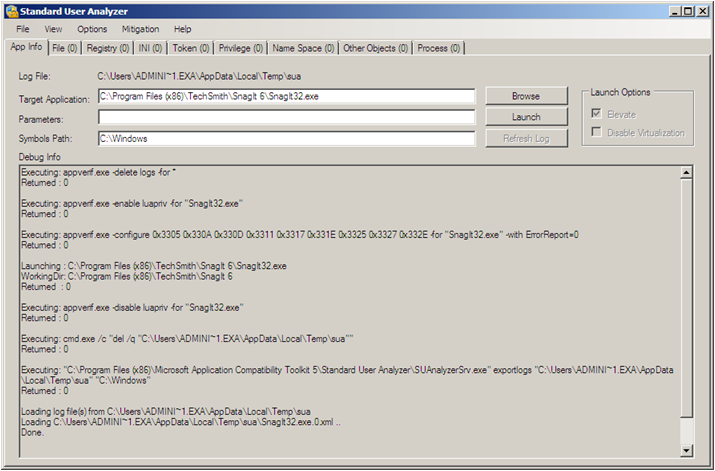 Standard User Analyzer
File View Options Mitigation Help
App Info File (0) Registry (0) INI (0) Token (0) Privilege (0) Name Space (0) Other Objects (0) Process (0)
Log File: C:\Users\ADMINI~1.EXA\AppData\Local\Temp\sua
Target Application: C:\Program Files (x86)\TechSmith\SnagIt 6\SnagIt32.exe Browse
Launch Options
Parameters: Launch
Elevate
Symbols Path: C:\Windows Refresh Log
Disable Virtualization
Debug Info
Executing: appverf.exe -delete logs -for *
Returned : 0
Executing: appverf.exe -enable luapriv -for "SnagIt32.exe"
Returned : 0
Executing: appverf.exe -configure 0x3305 0x330A 0x330D 0x3311 0x3317 0x331E 0x3325 0x3327 0x332E -for "SnagIt32.exe" -with ErrorReport=0
Returned : 0
Launching : C:\Program Files (x86)\TechSmith\SnagIt 6\SnagIt32.exe
WorkingDir: C:\Program Files (x86)\TechSmith\SnagIt 6
Returned : 0
Executing: appverf.exe -disable luapriv -for "SnagIt32.exe"
Returned : 0
Executing: cmd.exe /c "del /q "C:\Users\ADMINI~1.EXA\AppData\Local\Temp\sua""
Returned : 0
Executing: "C:\Program Files (x86)\Microsoft Application Compatibility Toolkit 5\Standard User Analyzer\SUAnalyzerSrv.exe" exportlogs "C:\Users\ADMINI~1.EXA\AppData
\Local\Temp\sua" "C:\Windows"
Returned : 0
Loading log file(s) from C:\Users\ADMINI~1.EXA\AppData\Local\Temp\sua
Loading C:\Users\ADMINI~1.EXA\AppData\Local\Temp\sua\SnagIt32.exe.0.xml ..
Done.